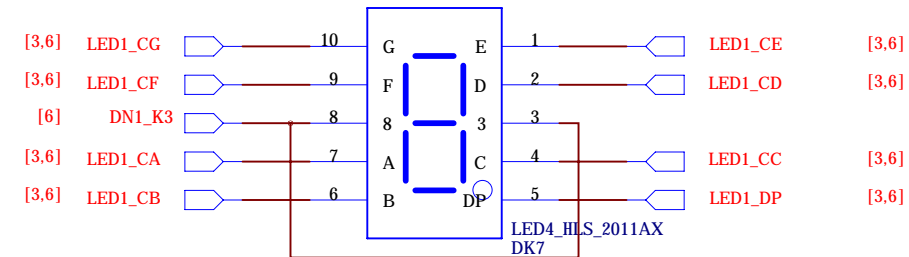 [3,6] LED1_CG 10 G E 1 LED1_CE [3,6]
[3,6] LED1_CF 9 F D 2 LED1_CD [3,6]
[6] DN1_K3 8 8 3 3
[3,6] LED1_CA 7 A C 4 LED1_CC [3,6]
[3,6] LED1_CB 6 B DP 5 LED1_DP [3,6]
LED4_HLS_2011AX
DK7